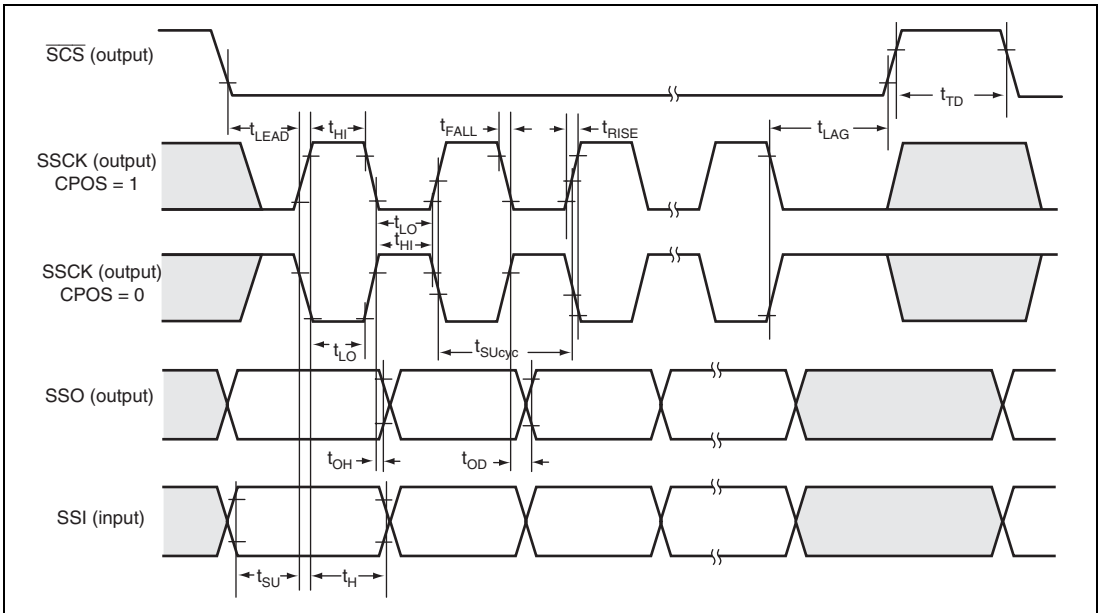 SCS (output)
tTD
tLEAD tHI tFALL tRISE tLAG
SSCK (output)
CPOS = 1
tLO
tHI
SSCK (output)
CPOS = 0
tLO tSUcyc
SSO (output)
tOH tOD
SSI (input)
tSU tH